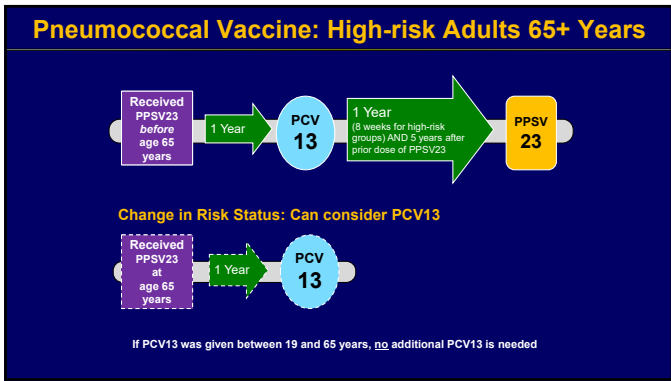 Pneumococcal Vaccine: High-risk Adults 65+ Years
Received
PPSV23
before
age 65
years
1 Year
PCV
13
1 Year
(8 weeks for high-risk
groups) AND 5 years after
prior dose of PPSV23
PPSV
23
Change in Risk Status: Can consider PCV13
Received
PPSV23
at
age 65
years
1 Year
PCV
13
If PCV13 was given between 19 and 65 years, no additional PCV13 is needed